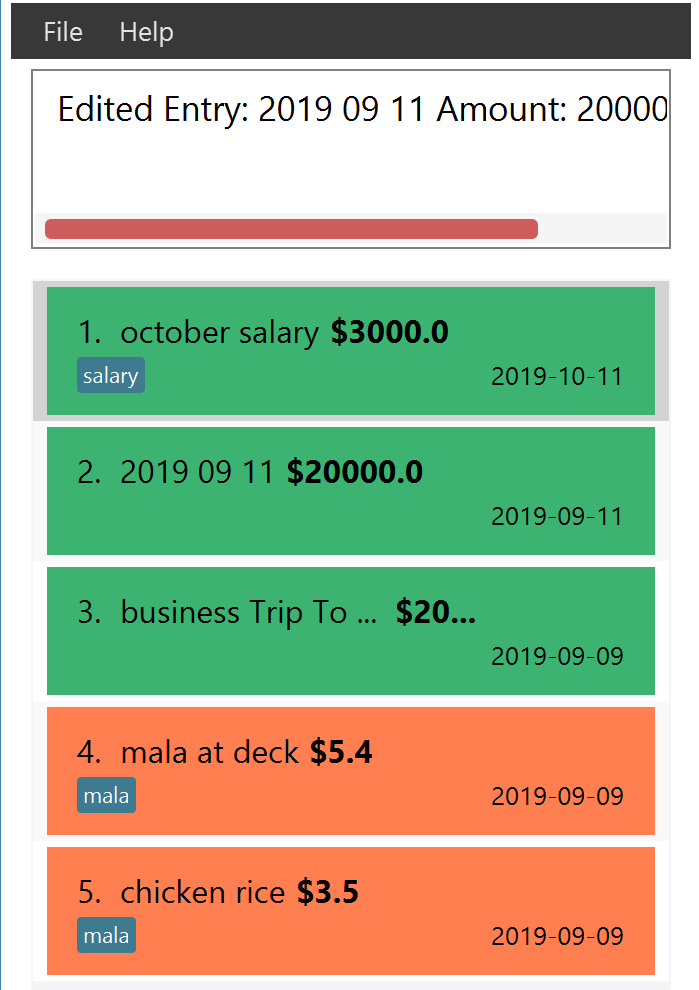 File Help
Edited Entry: 2019 09 11 Amount: 20000
1. october salary $3000.0
salary 2019-10-11
2. 2019 09 11 $20000.0
2019-09-11
3. business Trip To ... $20...
2019-09-09
4. mala at deck $5.4
mala 2019-09-09
5. chicken rice $3.5
mala 2019-09-09